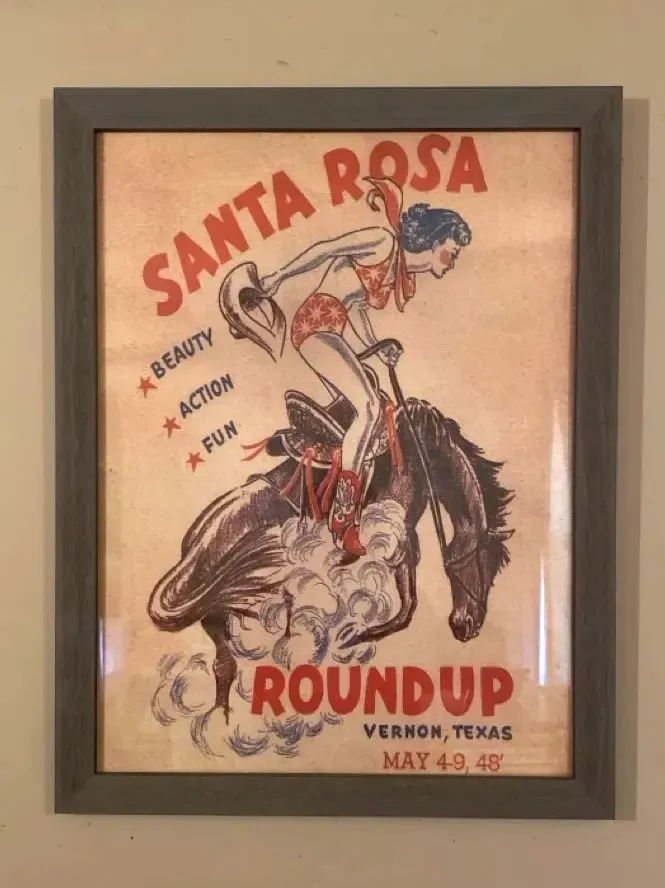 SANTA ROSA
BEAUTY
ACTION
FUN
ROUNDUP
VERNON, TEXAS
MAY 4-9, 48'